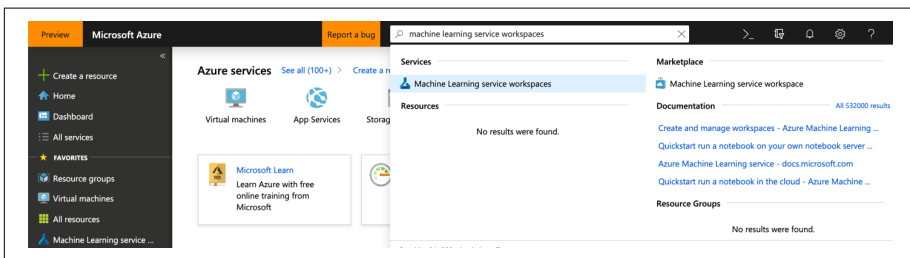 Preview
Microsoft Azure
Report a bug
machine learning service workspaces
Create a resource
Home
Dashboard
All services
FAVORITES
Resource groups
Virtual machines
All resources
Machine Learning service ...
Azure services
See all (100+)
Create a r
Virtual machines
App Services
Storag
Microsoft Learn
Learn Azure with free
online training from
Microsoft
Services
Machine Learning service workspaces
Resources
No results were found.
Marketplace
Machine Learning service workspace
Documentation
All 532000 results
Create and manage workspaces - Azure Machine Learning ...
Quickstart run a notebook on your own notebook server ...
Azure Machine Learning service - docs.microsoft.com
Quickstart run a notebook in the cloud - Azure Machine ...
Resource Groups
No results were found.